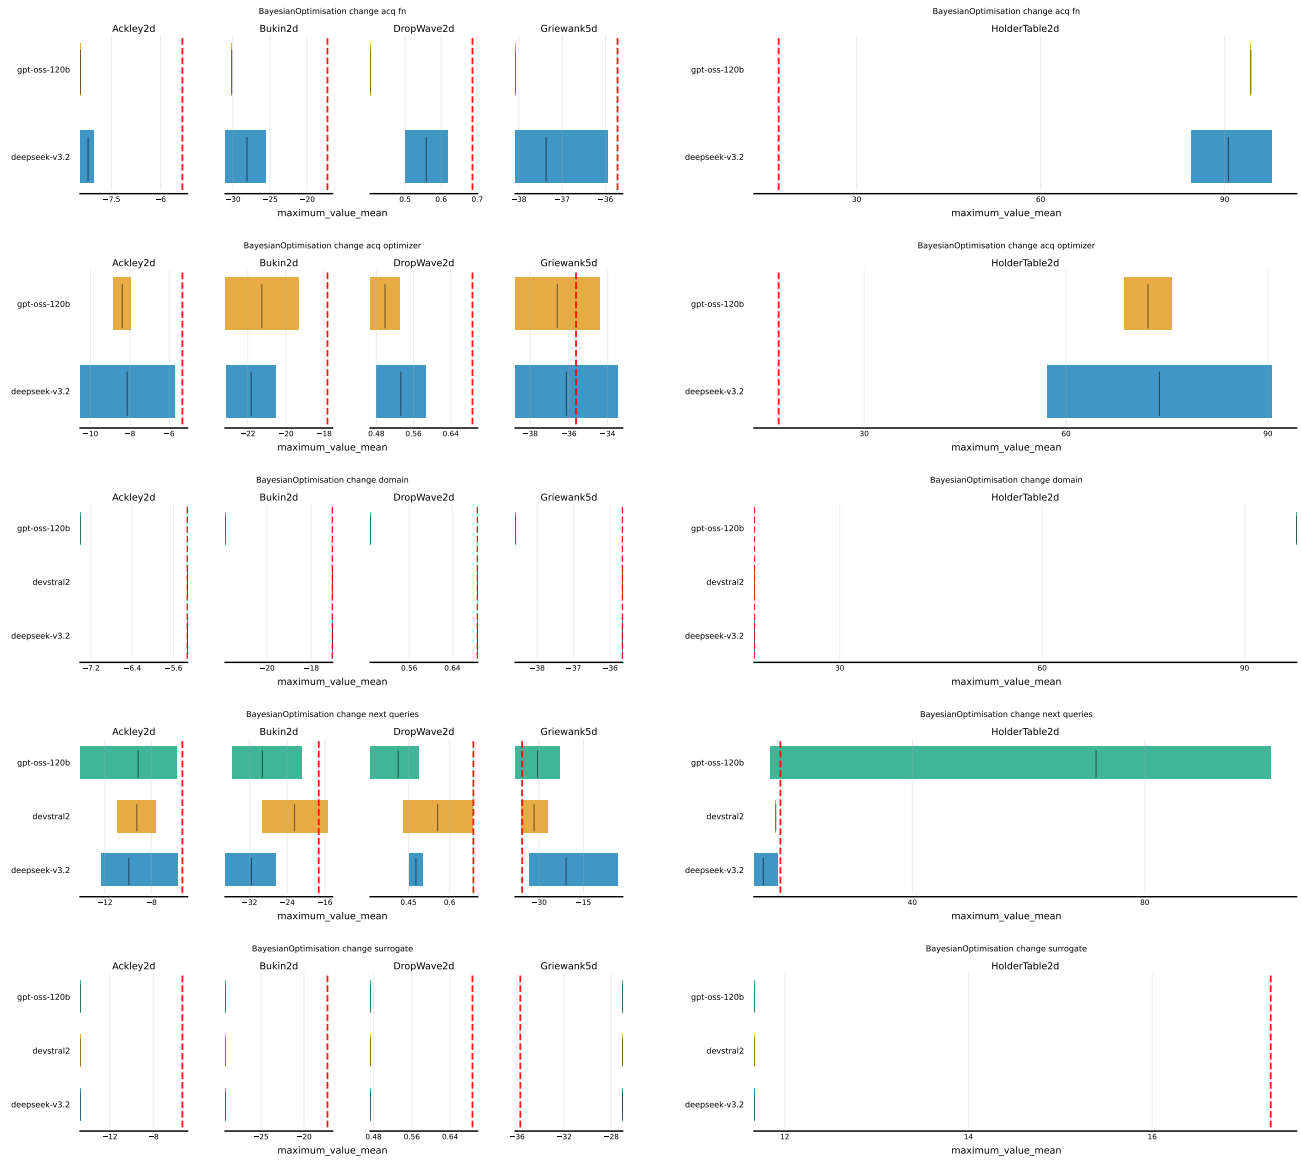 BayesianOptimisation change acq fn
BayesianOptimisation change acq fn
Ackley2d Bukin2d DropWave2d Griewank5d
HolderTable2d
gpt-oss-120b
gpt-oss-120b
deepseek-v3.2
deepseek-v3.2
−7.5 −6 −30 −25 −20 0.5 0.6 0.7 −38 −37 −36
30 60 90
maximum_value_mean
maximum_value_mean
BayesianOptimisation change acq optimizer
BayesianOptimisation change acq optimizer
Ackley2d Bukin2d DropWave2d Griewank5d
HolderTable2d
gpt-oss-120b
gpt-oss-120b
deepseek-v3.2
deepseek-v3.2
−10 −8 −6 −22 −20 −18 0.48 0.56 0.64 −38 −36 −34
30 60 90
maximum_value_mean
maximum_value_mean
BayesianOptimisation change domain
BayesianOptimisation change domain
Ackley2d Bukin2d DropWave2d Griewank5d
HolderTable2d
gpt-oss-120b
gpt-oss-120b
devstral2
devstral2
deepseek-v3.2
deepseek-v3.2
−7.2 −6.4 −5.6 −20 −18 0.56 0.64 −38 −37 −36
30 60 90
maximum_value_mean
maximum_value_mean
BayesianOptimisation change next queries
BayesianOptimisation change next queries
Ackley2d Bukin2d DropWave2d Griewank5d
HolderTable2d
gpt-oss-120b
gpt-oss-120b
devstral2
devstral2
deepseek-v3.2
deepseek-v3.2
−12 −8 −32 −24 −16 0.45 0.6 −30 −15
40 80
maximum_value_mean
maximum_value_mean
BayesianOptimisation change surrogate
BayesianOptimisation change surrogate
Ackley2d Bukin2d DropWave2d Griewank5d
HolderTable2d
gpt-oss-120b
gpt-oss-120b
devstral2
devstral2
deepseek-v3.2
deepseek-v3.2
−12 −8 −25 −20 0.48 0.56 0.64 −36 −32 −28
12 14 16
maximum_value_mean
maximum_value_mean